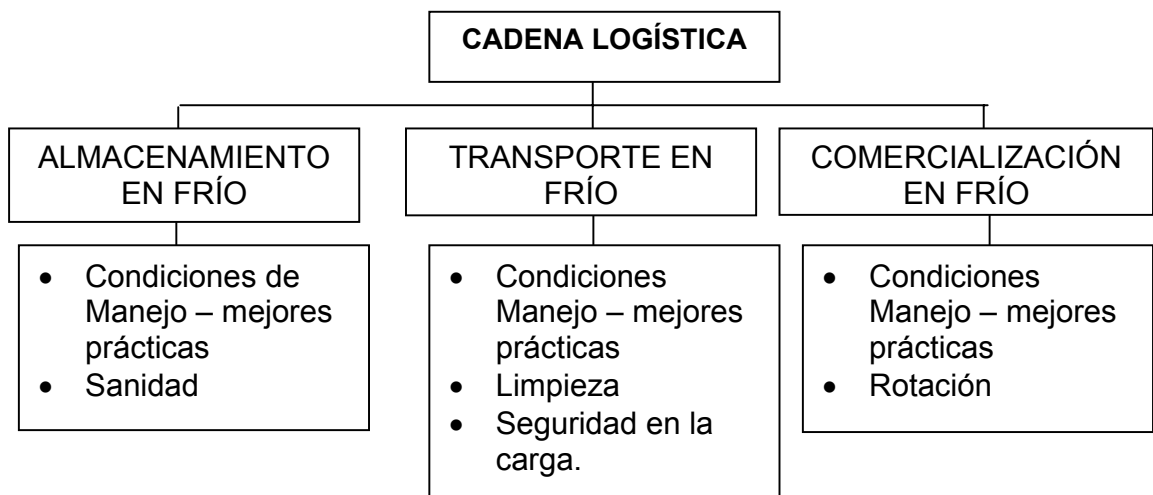 CADENA LOGÍSTICA
ALMACENAMIENTO
EN FRÍO
TRANSPORTE EN
FRÍO
COMERCIALIZACIÓN
EN FRÍO
• Condiciones de
Manejo – mejores
prácticas
• Sanidad
• Condiciones
Manejo – mejores
prácticas
• Limpieza
• Seguridad en la
carga.
• Condiciones
Manejo – mejores
prácticas
• Rotación